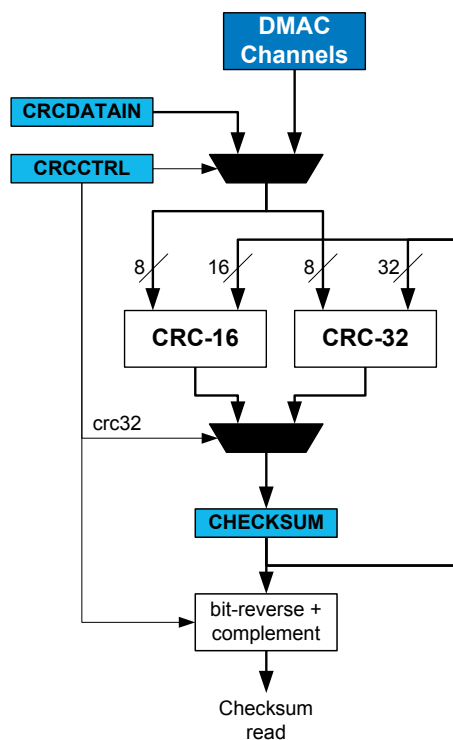 DMAC
Channels
CRCDATAIN
CRCCTRL
8
16
8
32
CRC-16
CRC-32
crc32
CHECKSUM
bit-reverse +
complement
Checksum
read